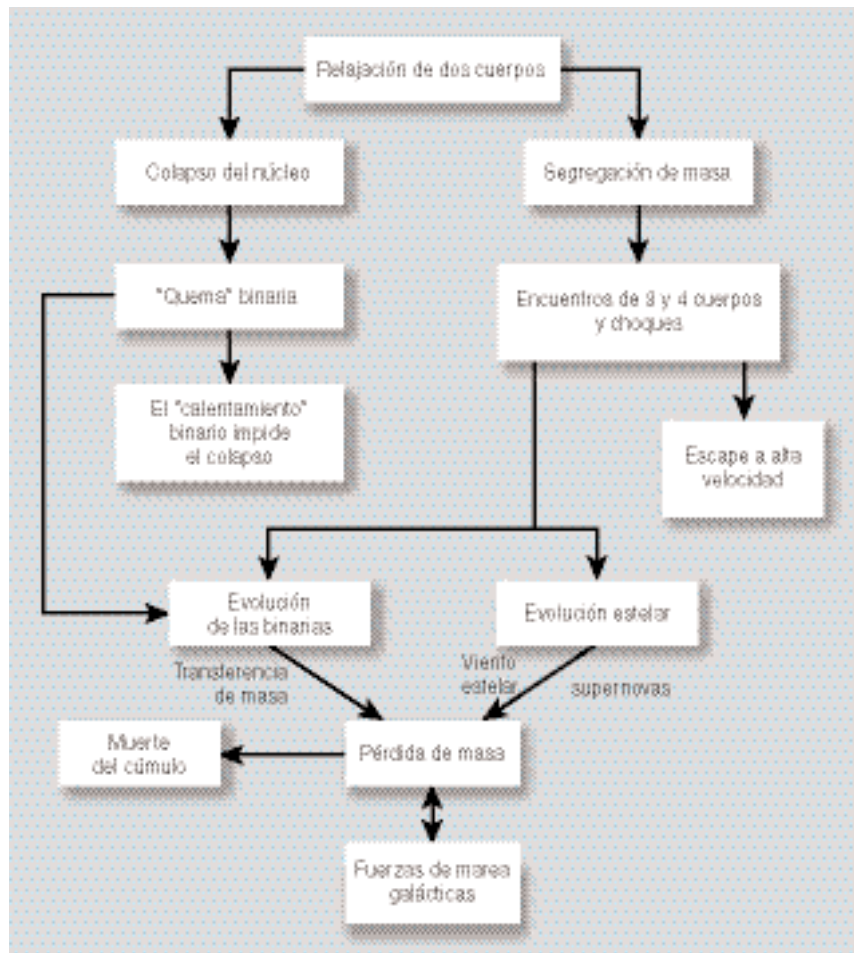 Relajación de dos cuerpos
Colapso del núcleo
Segregación de masa
"Quema" binaria
Encuentros de 3 y 4 cuerpos
y choques
El "calentamiento"
binario impide
el colapso
Escape a alta
velocidad
Evolución
de las binarias
Evolución estelar
Transferencia
de masa
Viento
estelar
supernovas
Muerte
del cúmulo
Pérdida de masa
Fuerzas de marea
galácticas